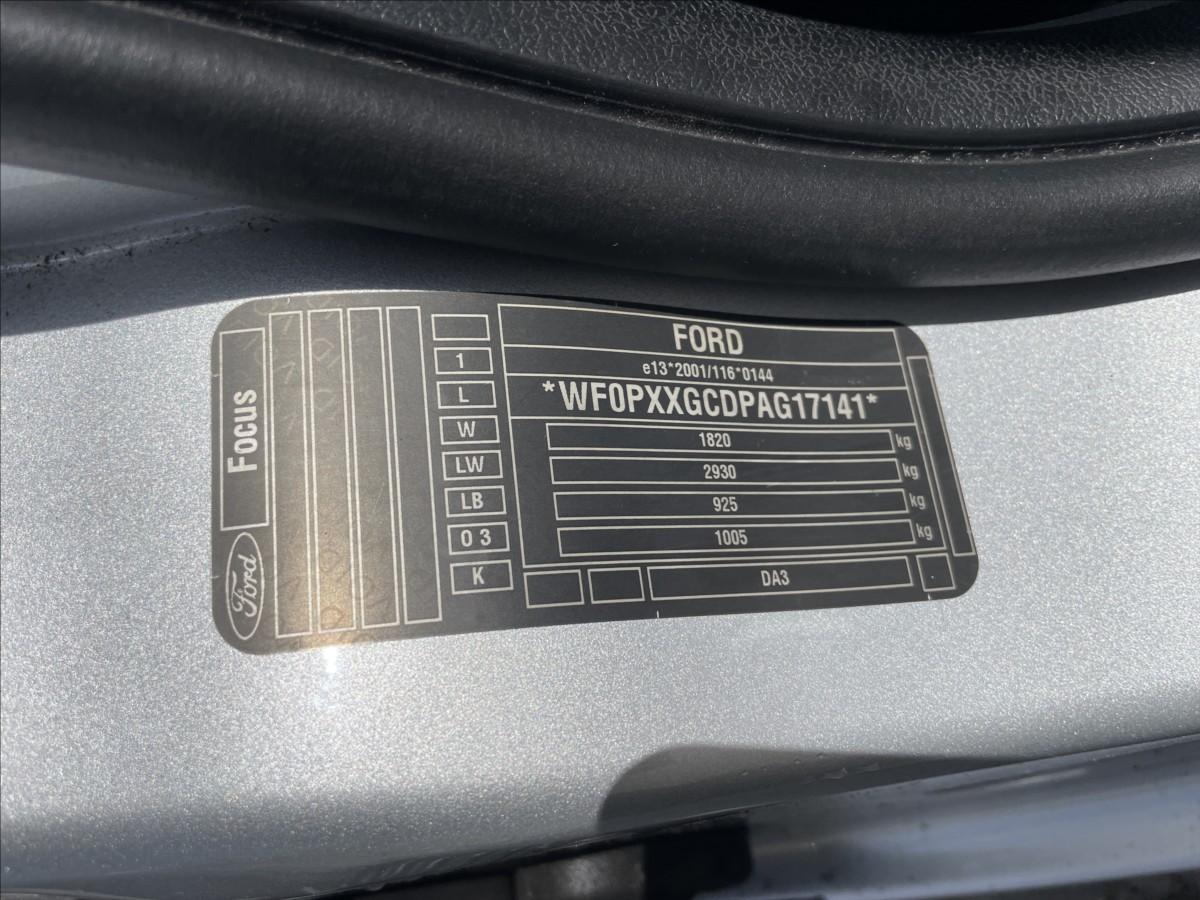 Focus
Ford
1
L
W
LW
LB
0 3
K
FORD
e13*2001/116*0144
*WF0PXXGCDPAG17141*
1820 kg
2930 kg
925 kg
1005 kg
DA3